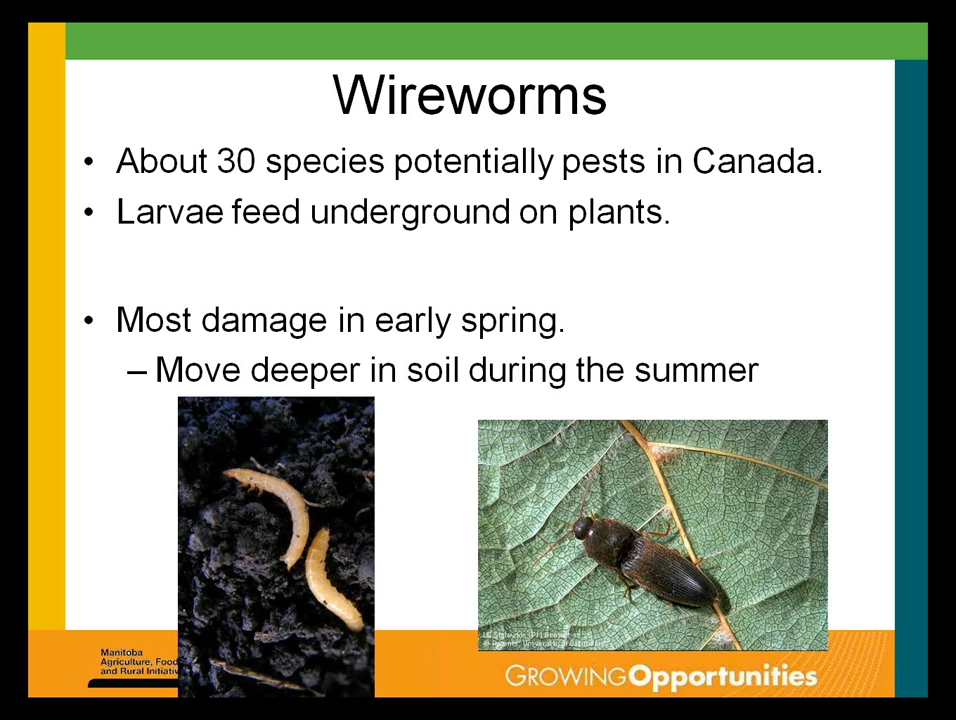 Wireworms
• About 30 species potentially pests in Canada.
• Larvae feed underground on plants.
• Most damage in early spring.
– Move deeper in soil during the summer
Manitoba
Agriculture, Food
and Rural Initiativ
GROWING Opportunities